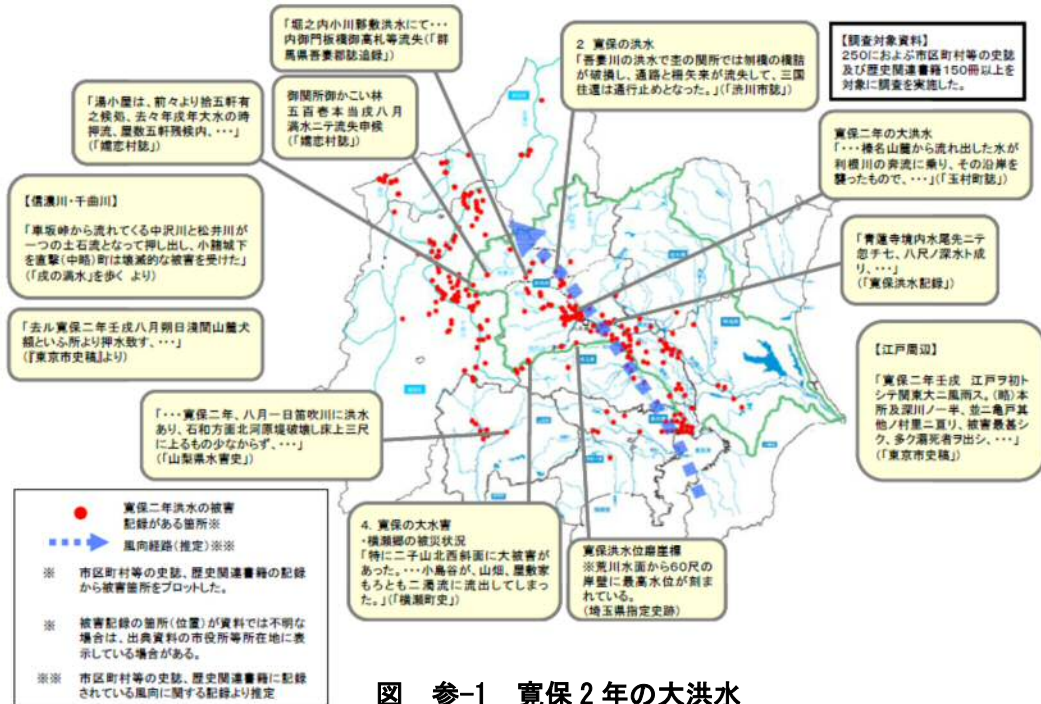 「堀之内小川夥敷洪水にて・・・
内御門板橋御高札等流失(「群
馬県吾妻郡誌追録」)
2 寛保の洪水
「吾妻川の洪水で杢の関所では刎橋の橋詰
が破損し、通路と柵矢来が流失して、三国
往還は通行止めとなった。」(「渋川市誌」)
【調査対象資料】
250におよぶ市区町村等の史誌
及び歴史関連書籍150冊以上を
対象に調査を実施した。
「湯小屋は、前々より拾五軒有
之候処、去々年戌年大水の時
押流、屋数五軒残候内、・・・」
(「嬬恋村誌」)
御関所御かこい林
五百壱本当戌八月
満水ニテ流失申候
(「嬬恋村誌」)
寛保二年の大洪水
「・・・榛名山麓から流れ出した水が
利根川の奔流に乗り、その沿岸を
襲ったもので、・・・」(「玉村町誌」)
【信濃川・千曲川】
「車坂峠から流れてくる中沢川と松井川が
一つの土石流となって押し出し、小諸城下
を直撃(中略)町は壊滅的な被害を受けた」
(「戌の満水」を歩く より)
「青蓮寺境内水尾先ニテ
忽チ七、八尺ノ深水ト成
リ、・・・」
(「寛保洪水記録」)
「去ル寛保二年壬戌八月朔日淺間山麓犬
額といふ所より押水致す、・・・」
(『東京市史稿』より)
【江戸周辺】
「寛保二年壬戌 江戸ヲ初ト
シテ関東大ニ風雨ス。(略)本
所及深川ノ一半、並ニ亀戸其
他ノ村里ニ亘リ、被害最甚シ
ク、多ク溺死者ヲ出シ、・・・」
(「東京市史稿」)
「・・・寛保二年、八月一日笛吹川に洪水
あり、石和方面北河原堤破壊し床上三尺
に上るもの少なからず、・・・」
(「山梨県水害史」)
4. 寛保の大水害
・横瀬郷の被災状況
「特に二子山北西斜面に大被害が
あった。・・・小島谷が、山畑、屋敷家
もろとも二濁流に流出してしまっ
た。」(「横瀬町史」)
寛保洪水位磨崖標
※荒川水面から60尺の
岸壁に最高水位が刻ま
れている。
(埼玉県指定史跡)
寛保二年洪水の被害
記録がある箇所※
風向経路(推定)※※
※ 市区町村等の史誌、歴史関連書籍の記録
から被害箇所をプロットした。
※ 被害記録の箇所(位置)が資料では不明な
場合は、出典資料の市役所等所在地に表
示している場合がある。
※※ 市区町村等の史誌、歴史関連書籍に記録
されている風向に関する記録より推定
図 参-1 寛保2年の大洪水